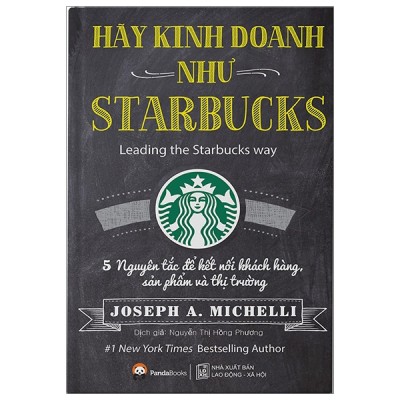 HÃY KINH DOANH
NHƯ
STARBUCKS
Leading the Starbucks way
5 Nguyên tắc để kết nối khách hàng,
sản phẩm và thị trường
JOSEPH A. MICHELLI
Dịch giả: Nguyễn Thị Hồng Phương
#1 New York Times Bestselling Author
PandaBooks
NHÀ XUẤT BẢN
LAO ĐỘNG - XÃ HỘI